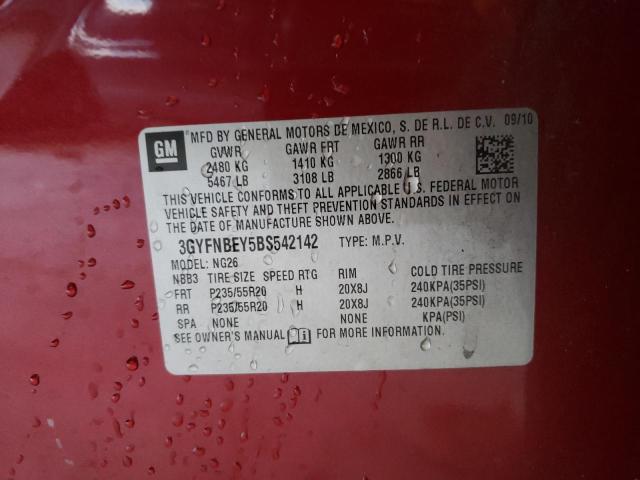 GM
MFD BY GENERAL MOTORS DE MEXICO, S. DE R.L. DE C.V. 09/10
GVWR GAWR FRT GAWR RR
2480 KG 1410 KG 1300 KG
5467 LB 3108 LB 2866 LB
THIS VEHICLE CONFORMS TO ALL APPLICABLE U.S. FEDERAL MOTOR
VEHICLE SAFETY AND THEFT PREVENTION STANDARDS IN EFFECT ON
THE DATE OF MANUFACTURE SHOWN ABOVE.
3GYFNBEY5BS542142 TYPE: M.P.V.
MODEL: NG26
NBB3 TIRE SIZE SPEED RTG RIM COLD TIRE PRESSURE
FRT P235/55R20 H 20X8J 240KPA(35PSI)
RR P235/55R20 H 20X8J 240KPA(35PSI)
SPA NONE NONE KPA(PSI)
SEE OWNER'S MANUAL FOR MORE INFORMATION.